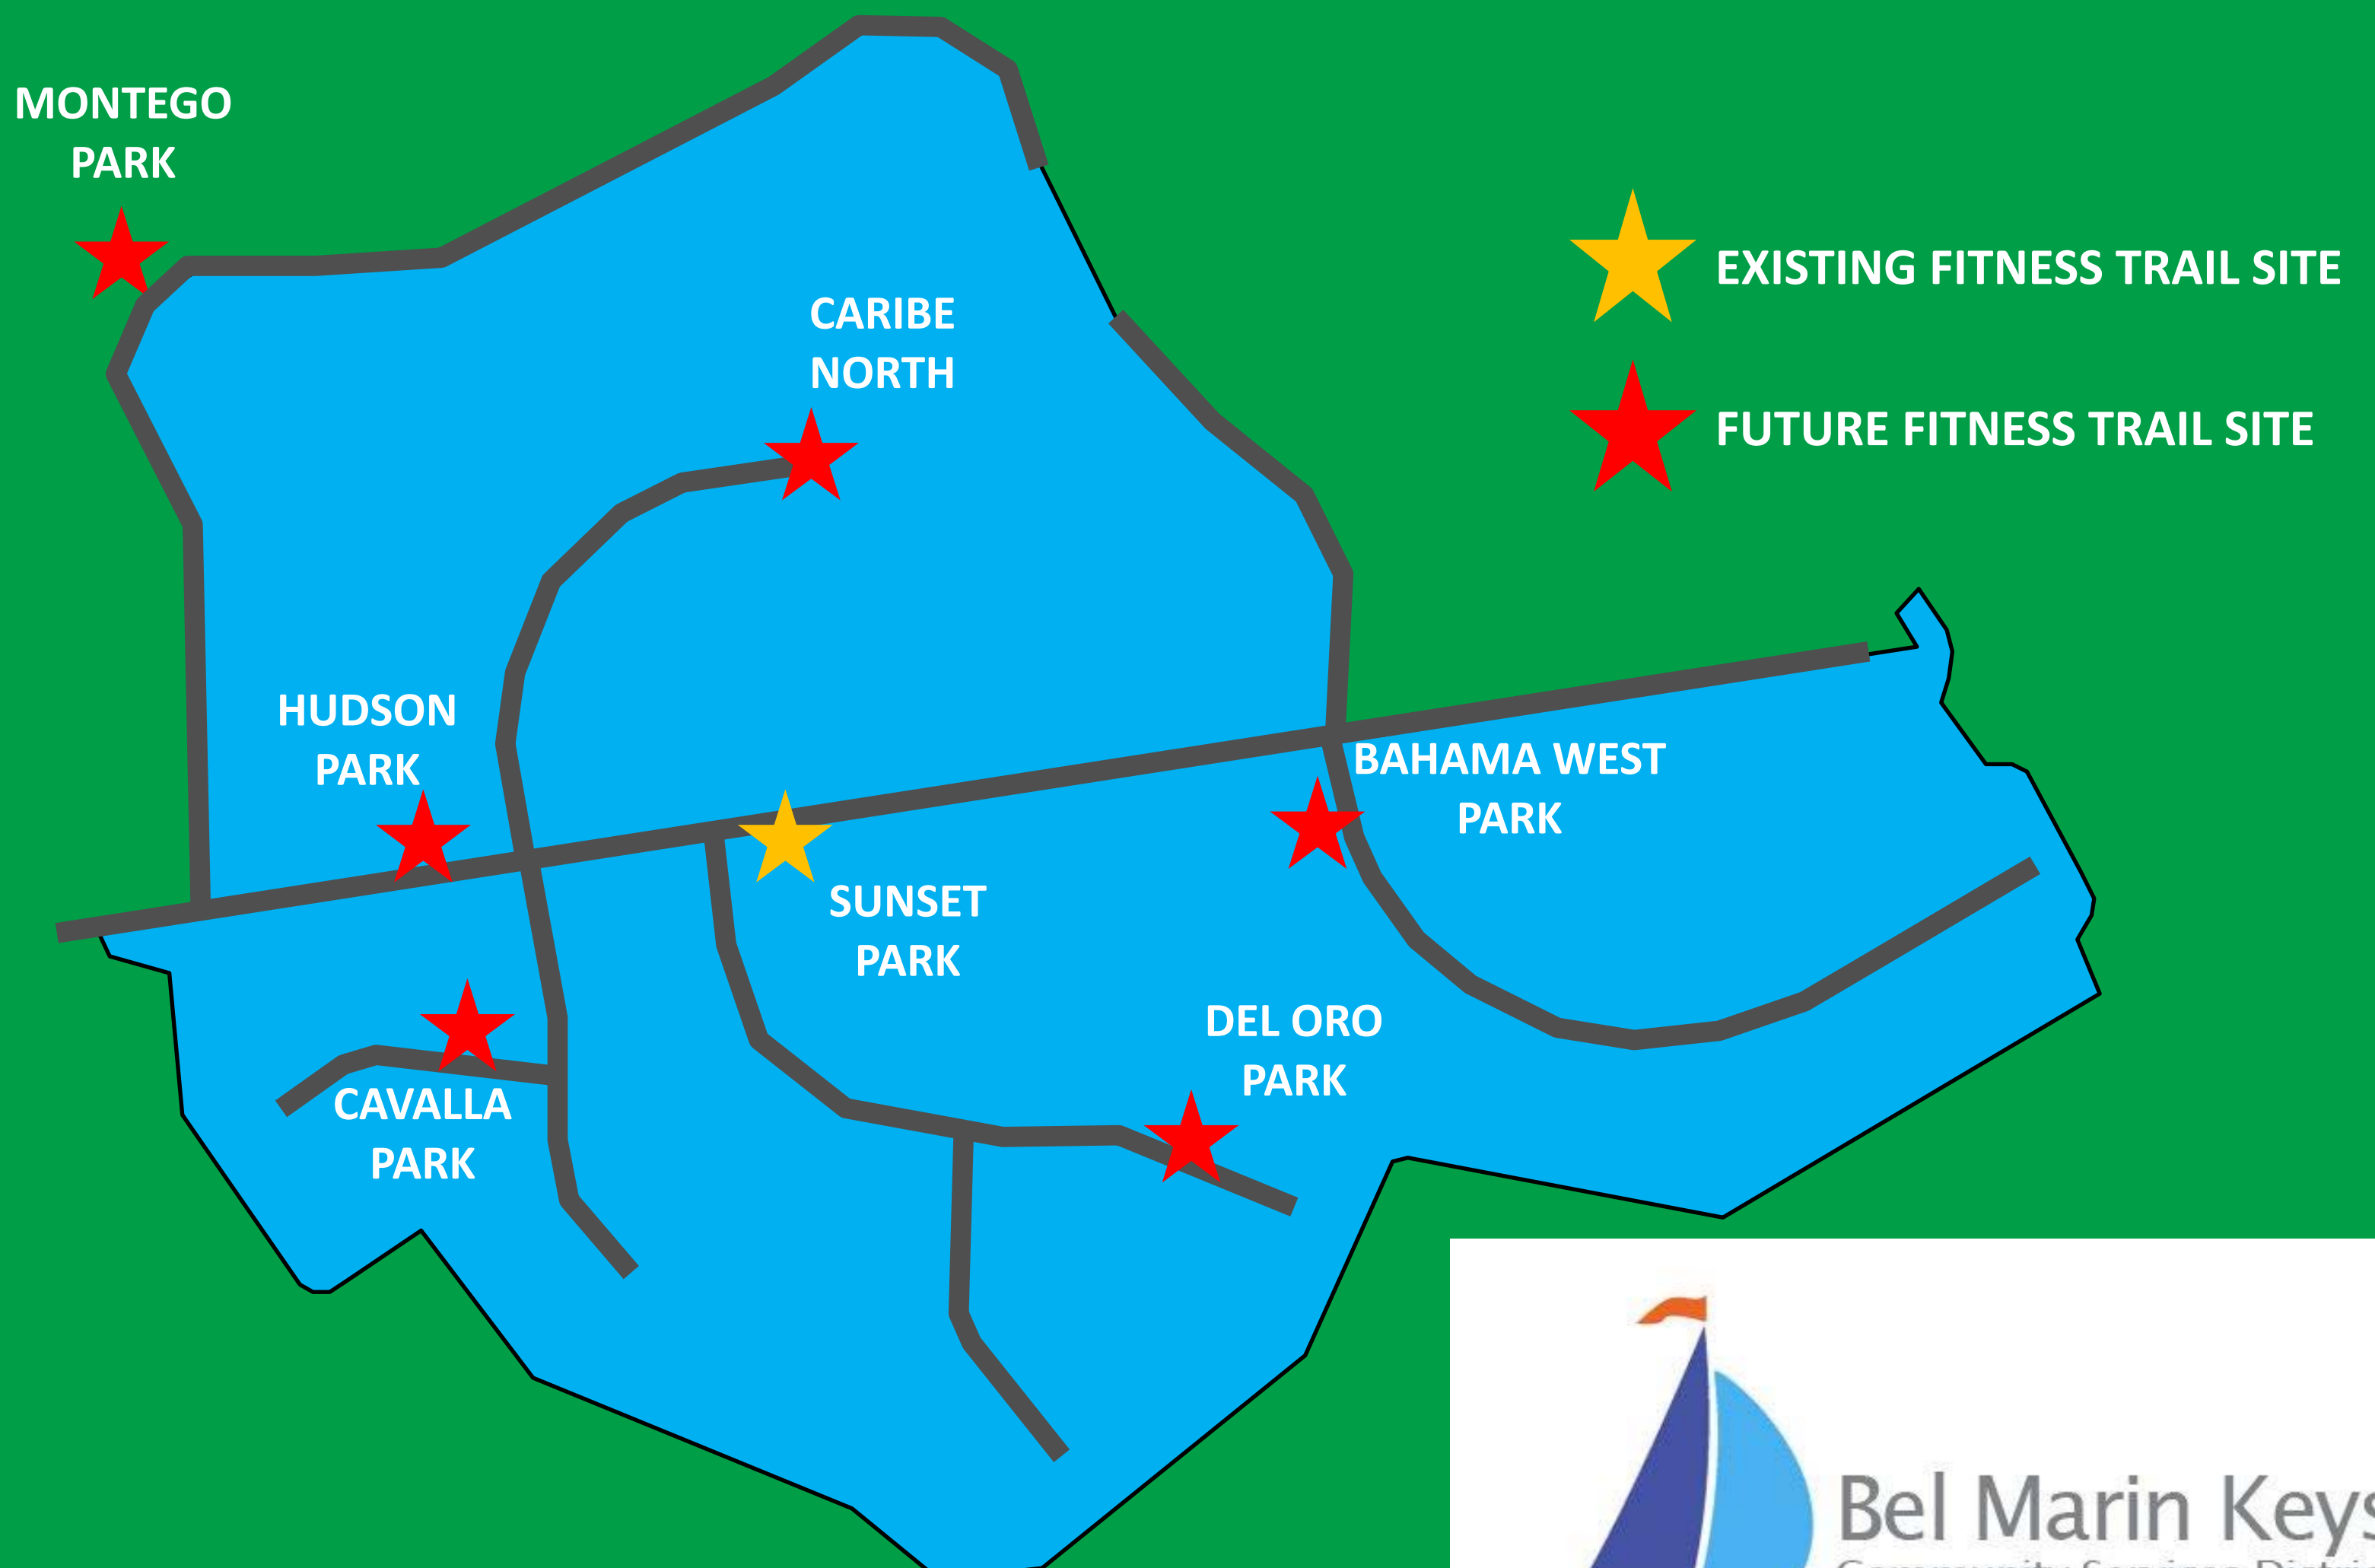 MONTEGO
PARK
CARIBE
NORTH
EXISTING FITNESS TRAIL SITE
FUTURE FITNESS TRAIL SITE
HUDSON
PARK
BAHAMA WEST
PARK
SUNSET
PARK
DEL ORO
PARK
CAVALLA
PARK
Bel Marin Keys